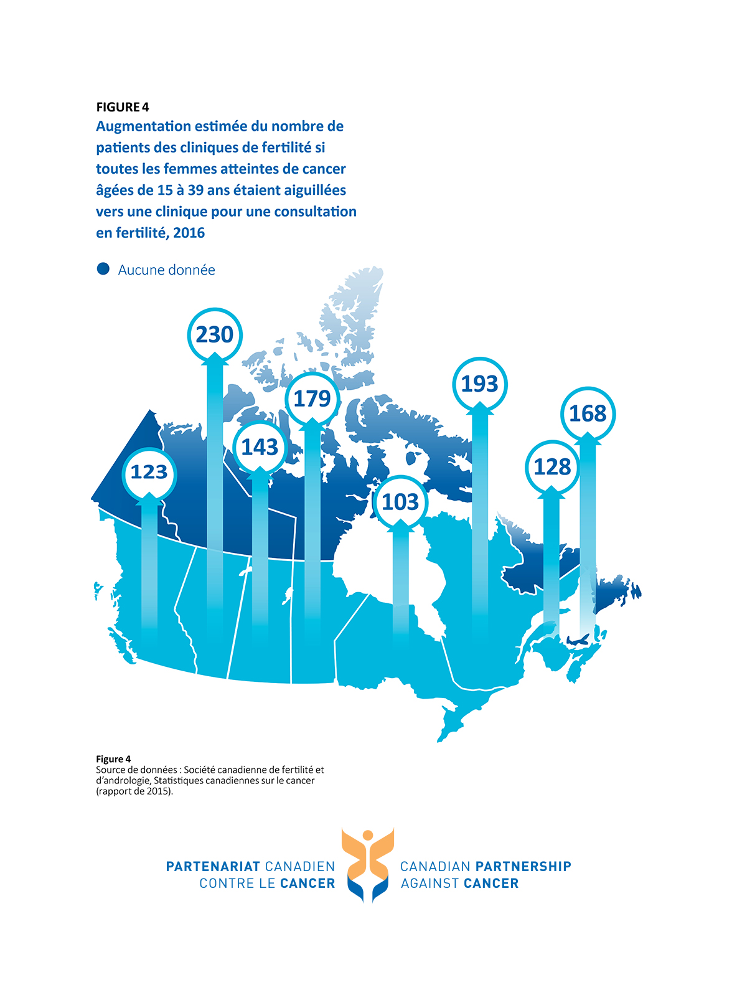 FIGURE 4
Augmentation estimée du nombre de
patients des cliniques de fertilité si
toutes les femmes atteintes de cancer
âgées de 15 à 39 ans étaient aiguillées
vers une clinique pour une consultation
en fertilité, 2016
Aucune donnée
230
193
179
168
143
128
123
103
Figure 4
Source de données : Société canadienne de fertilité et
d’andrologie, Statistiques canadiennes sur le cancer
(rapport de 2015).
PARTENARIAT CANADIEN
CONTRE LE CANCER
CANADIAN PARTNERSHIP
AGAINST CANCER